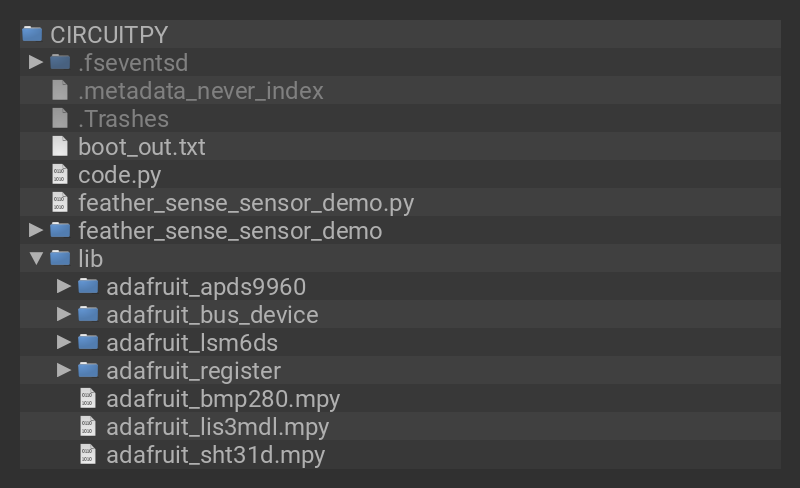 CIRCUITPY
.fseventsd
.metadata_never_index
.Trashes
boot_out.txt
code.py
feather_sense_sensor_demo.py
feather_sense_sensor_demo
lib
adafruit_apds9960
adafruit_bus_device
adafruit_lsm6ds
adafruit_register
adafruit_bmp280.mpy
adafruit_lis3mdl.mpy
adafruit_sht31d.mpy